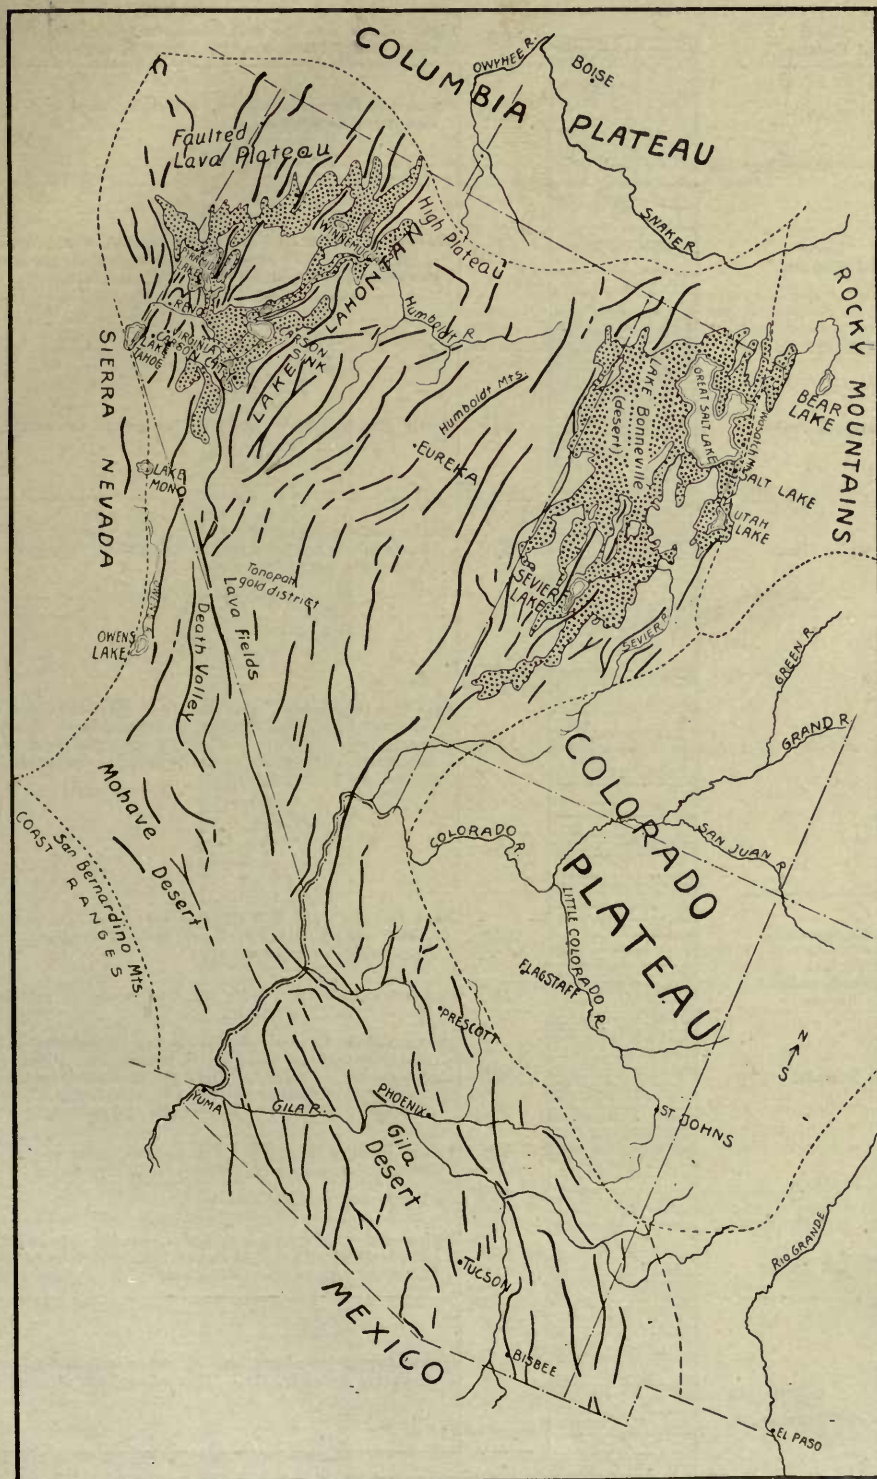 COLUMBIA PLATEAU
OWYHEE R.
BOISE
SNAKE R.
Faulted
Lava Plateau
High Plateau
ROCKY MOUNTAINS
SIERRA NEVADA
LAKE LAHONTAN
RENO
LAKE
TAHOE
CARSON
SINK
Humboldt R.
Humboldt Mts.
EUREKA
LAKE Bonneville
(desert)
GREAT SALT LAKE
Wasatch Mts.
BEAR
LAKE
SALT LAKE
UTAH
LAKE
LAKE
MONO
SEVIER
LAKE
SEVIER R.
Tonopah
gold district
Lava Fields
OWENS
LAKE
Death Valley
GREEN R.
GRAND R.
COLORADO
PLATEAU
COLORADO R.
SAN JUAN R.
LITTLE COLORADO R.
Mohave
Desert
San Bernardino Mts.
COAST RANGES
FLAGSTAFF
PRESCOTT
N
S
YUMA
GILA R.
PHOENIX
ST JOHNS
Gila
Desert
TUCSON
RIO GRANDE
MEXICO
BISBEE
EL PASO